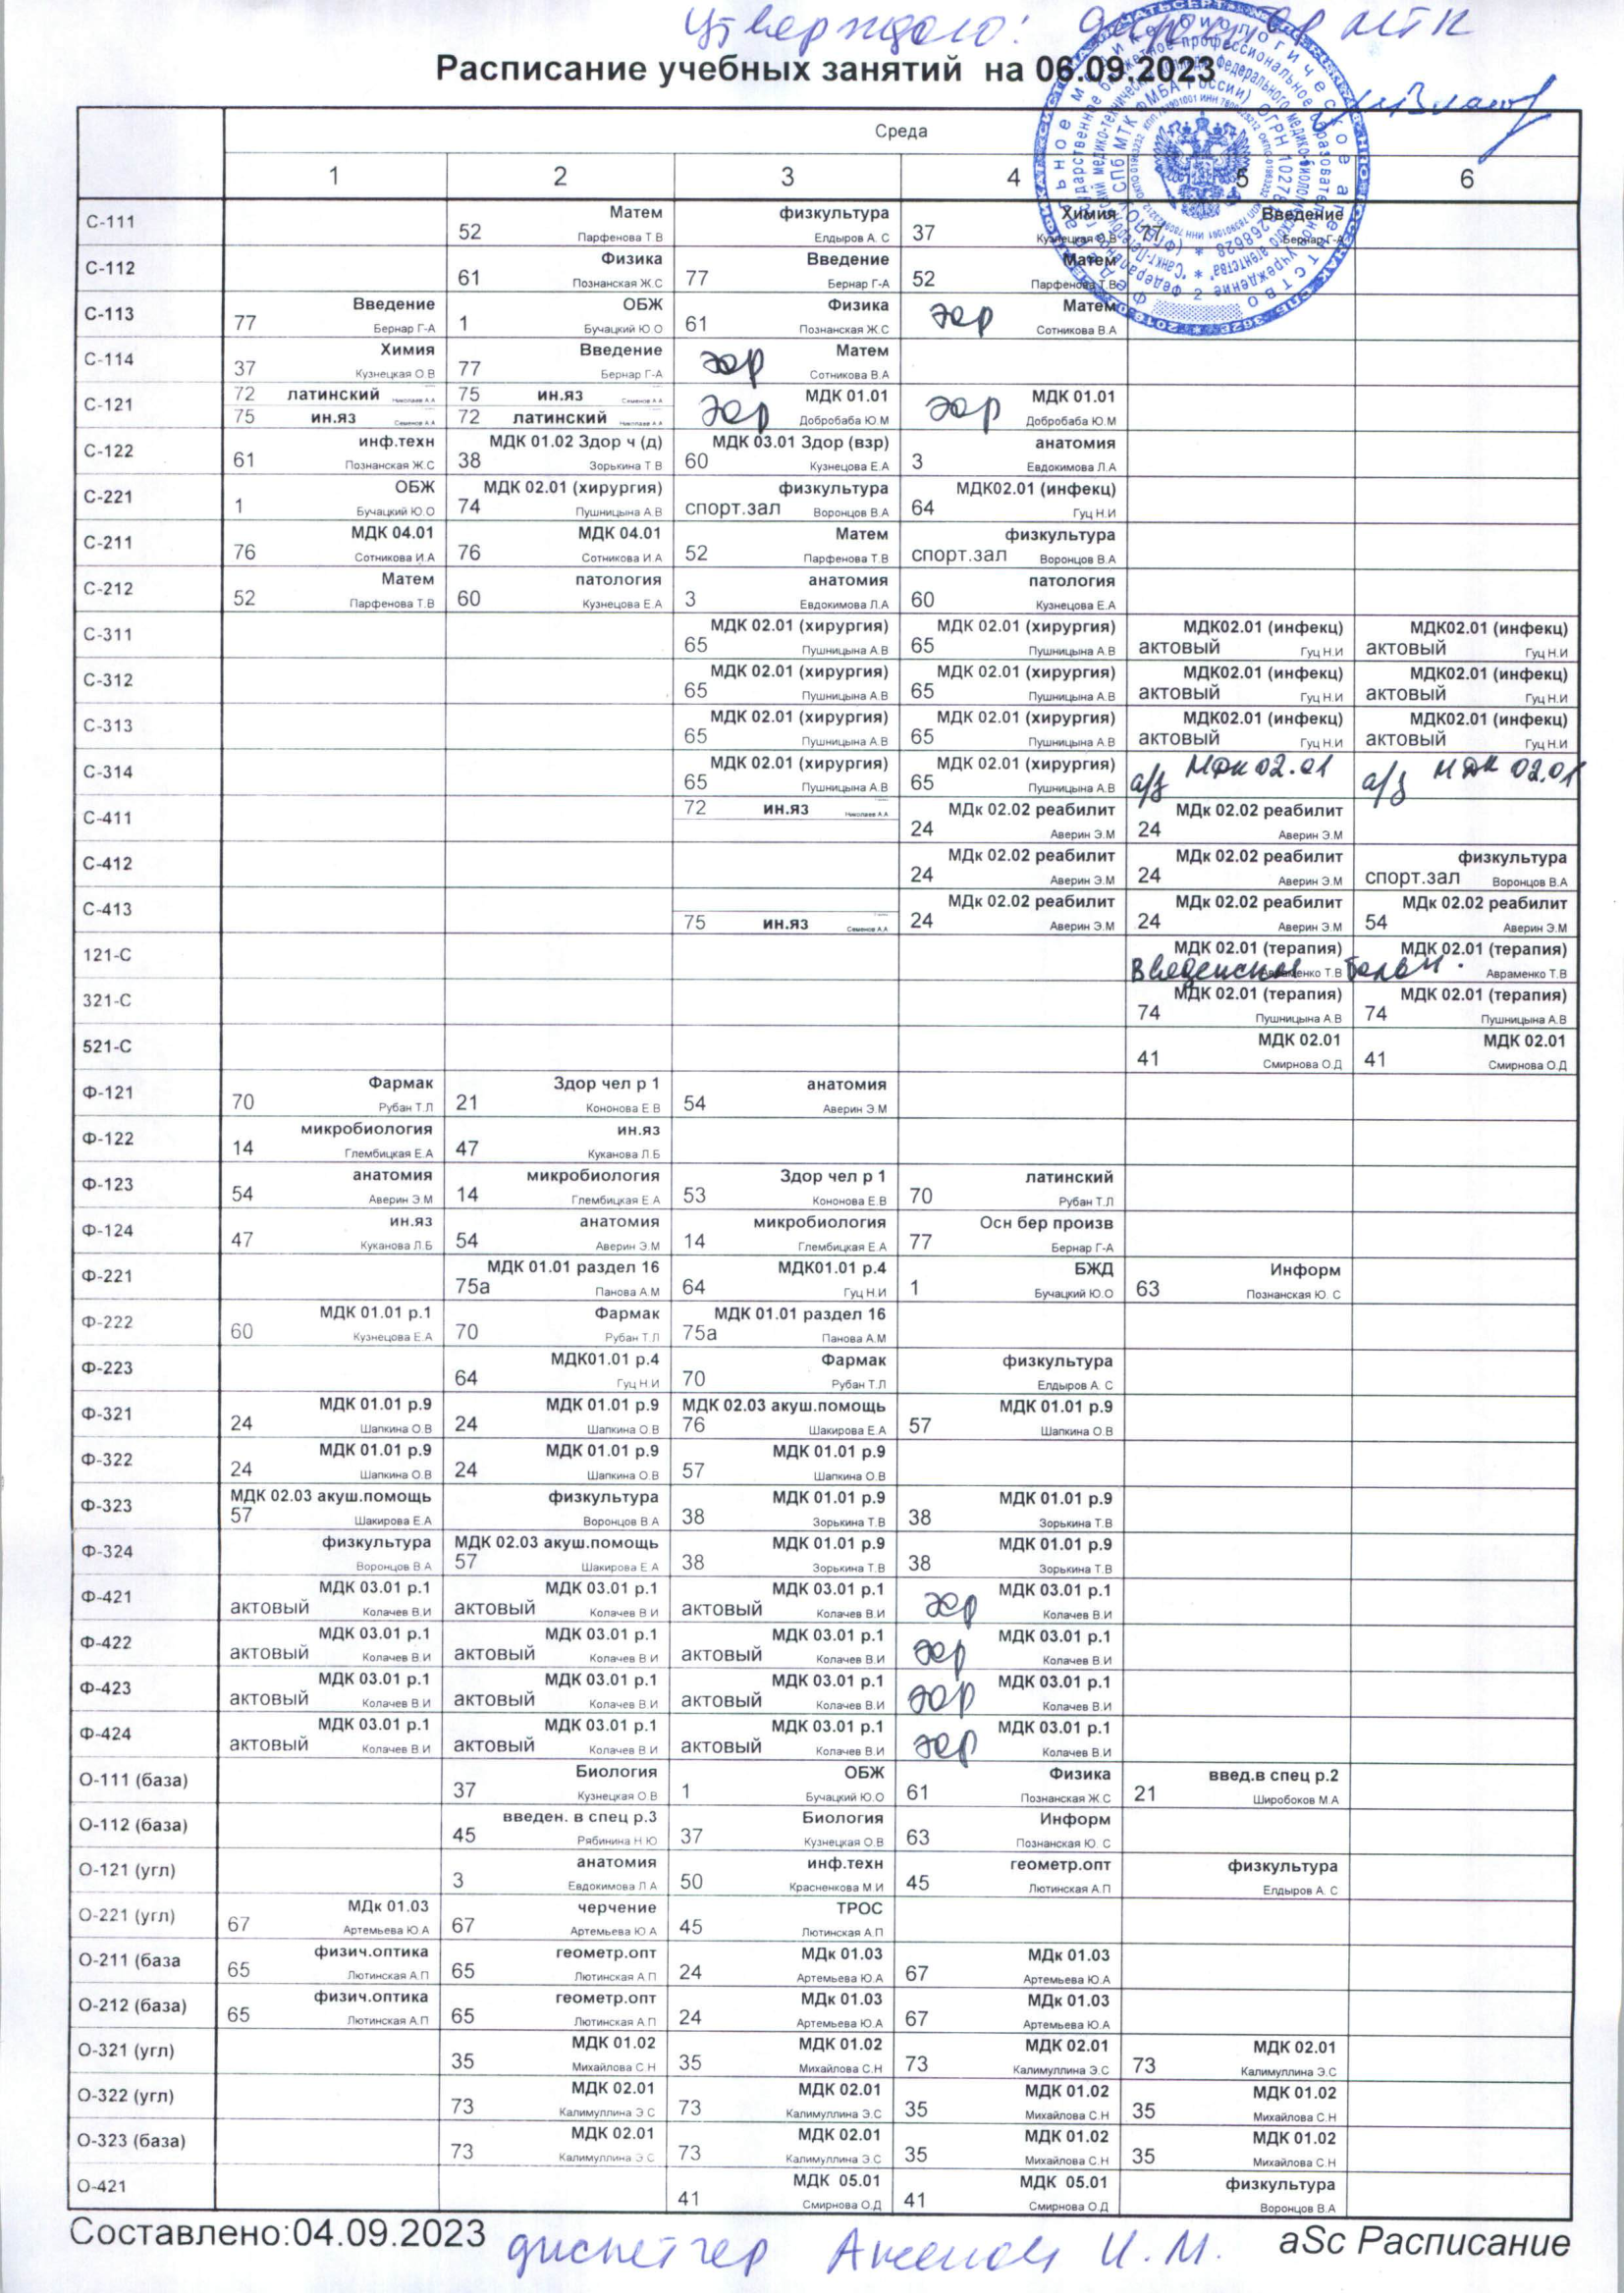 Утверждаю: директор МТК
Расписание учебных занятий на 06.09.2023
Среда
1 2 3 4 5 6
С-111 52 Матем Парфенова Т.В физкультура Елдыров А. С 37 Химия Кузнецкая О.В 77 Введение Бернар Г-А
С-112 61 Физика Познанская Ж.С 77 Введение Бернар Г-А 52 Матем Парфенова Т.В
С-113 77 Введение Бернар Г-А 1 ОБЖ Бучацкий Ю.О 61 Физика Познанская Ж.С эор Матем Сотникова В.А
С-114 37 Химия Кузнецкая О.В 77 Введение Бернар Г-А эор Матем Сотникова В.А
С-121 72 латинский Николаев А.А 75 ин.яз Семенов А.А эор МДК 01.01 Добробаба Ю.М эор МДК 01.01 Добробаба Ю.М
75 ин.яз Семенов А.А 72 латинский Николаев А.А
С-122 61 инф.техн Познанская Ж.С 38 МДК 01.02 Здор ч (д) Зорькина Т.В 60 МДК 03.01 Здор (взр) Кузнецова Е.А 3 анатомия Евдокимова Л.А
С-221 1 ОБЖ Бучацкий Ю.О 74 МДК 02.01 (хирургия) Пушницына А.В спорт.зал физкультура Воронцов В.А 64 МДК02.01 (инфекц) Гуц Н.И
С-211 76 МДК 04.01 Сотникова И.А 76 МДК 04.01 Сотникова И.А 52 Матем Парфенова Т.В спорт.зал физкультура Воронцов В.А
С-212 52 Матем Парфенова Т.В 60 патология Кузнецова Е.А 3 анатомия Евдокимова Л.А 60 патология Кузнецова Е.А
С-311 65 МДК 02.01 (хирургия) Пушницына А.В 65 МДК 02.01 (хирургия) Пушницына А.В актовый МДК02.01 (инфекц) Гуц Н.И актовый МДК02.01 (инфекц) Гуц Н.И
С-312 65 МДК 02.01 (хирургия) Пушницына А.В 65 МДК 02.01 (хирургия) Пушницына А.В актовый МДК02.01 (инфекц) Гуц Н.И актовый МДК02.01 (инфекц) Гуц Н.И
С-313 65 МДК 02.01 (хирургия) Пушницына А.В 65 МДК 02.01 (хирургия) Пушницына А.В актовый МДК02.01 (инфекц) Гуц Н.И актовый МДК02.01 (инфекц) Гуц Н.И
С-314 65 МДК 02.01 (хирургия) Пушницына А.В 65 МДК 02.01 (хирургия) Пушницына А.В а/з МДК 02.01 а/з МДК 02.01
С-411 72 ин.яз Николаев А.А 24 МДк 02.02 реабилит Аверин Э.М 24 МДк 02.02 реабилит Аверин Э.М
С-412 24 МДк 02.02 реабилит Аверин Э.М 24 МДк 02.02 реабилит Аверин Э.М спорт.зал физкультура Воронцов В.А
С-413 75 ин.яз Семенов А.А 24 МДк 02.02 реабилит Аверин Э.М 24 МДк 02.02 реабилит Аверин Э.М 54 МДк 02.02 реабилит Аверин Э.М
121-С МДК 02.01 (терапия) Авраменко Т.В МДК 02.01 (терапия) Авраменко Т.В
321-С 74 МДК 02.01 (терапия) Пушницына А.В 74 МДК 02.01 (терапия) Пушницына А.В
521-С 41 МДК 02.01 Смирнова О.Д 41 МДК 02.01 Смирнова О.Д
Ф-121 70 Фармак Рубан Т.Л 21 Здор чел р 1 Кононова Е.В 54 анатомия Аверин Э.М
Ф-122 14 микробиология Глембицкая Е.А 47 ин.яз Куканова Л.Б
Ф-123 54 анатомия Аверин Э.М 14 микробиология Глембицкая Е.А 53 Здор чел р 1 Кононова Е.В 70 латинский Рубан Т.Л
Ф-124 47 ин.яз Куканова Л.Б 54 анатомия Аверин Э.М 14 микробиология Глембицкая Е.А 77 Осн бер произв Бернар Г-А
Ф-221 75а МДК 01.01 раздел 16 Панова А.М 64 МДК01.01 р.4 Гуц Н.И 1 БЖД Бучацкий Ю.О 63 Информ Познанская Ю. С
Ф-222 60 МДК 01.01 р.1 Кузнецова Е.А 70 Фармак Рубан Т.Л 75а МДК 01.01 раздел 16 Панова А.М
Ф-223 64 МДК01.01 р.4 Гуц Н.И 70 Фармак Рубан Т.Л физкультура Елдыров А. С
Ф-321 24 МДК 01.01 р.9 Шапкина О.В 24 МДК 01.01 р.9 Шапкина О.В 76 МДК 02.03 акуш.помощь Шакирова Е.А 57 МДК 01.01 р.9 Шапкина О.В
Ф-322 24 МДК 01.01 р.9 Шапкина О.В 24 МДК 01.01 р.9 Шапкина О.В 57 МДК 01.01 р.9 Шапкина О.В
Ф-323 57 МДК 02.03 акуш.помощь Шакирова Е.А физкультура Воронцов В.А 38 МДК 01.01 р.9 Зорькина Т.В 38 МДК 01.01 р.9 Зорькина Т.В
Ф-324 физкультура Воронцов В.А 57 МДК 02.03 акуш.помощь Шакирова Е.А 38 МДК 01.01 р.9 Зорькина Т.В 38 МДК 01.01 р.9 Зорькина Т.В
Ф-421 актовый МДК 03.01 р.1 Колачев В.И актовый МДК 03.01 р.1 Колачев В.И актовый МДК 03.01 р.1 Колачев В.И эор МДК 03.01 р.1 Колачев В.И
Ф-422 актовый МДК 03.01 р.1 Колачев В.И актовый МДК 03.01 р.1 Колачев В.И актовый МДК 03.01 р.1 Колачев В.И эор МДК 03.01 р.1 Колачев В.И
Ф-423 актовый МДК 03.01 р.1 Колачев В.И актовый МДК 03.01 р.1 Колачев В.И актовый МДК 03.01 р.1 Колачев В.И эор МДК 03.01 р.1 Колачев В.И
Ф-424 актовый МДК 03.01 р.1 Колачев В.И актовый МДК 03.01 р.1 Колачев В.И актовый МДК 03.01 р.1 Колачев В.И эор МДК 03.01 р.1 Колачев В.И
О-111 (база) 37 Биология Кузнецкая О.В 1 ОБЖ Бучацкий Ю.О 61 Физика Познанская Ж.С 21 введ.в спец р.2 Широбоков М.А
О-112 (база) 45 введен. в спец р.3 Рябинина Н.Ю 37 Биология Кузнецкая О.В 63 Информ Познанская Ю. С
О-121 (угл) 3 анатомия Евдокимова Л.А 50 инф.техн Красненкова М.И 45 геометр.опт Лютинская А.П физкультура Елдыров А. С
О-221 (угл) 67 МДк 01.03 Артемьева Ю.А 67 черчение Артемьева Ю.А 45 ТРОС Лютинская А.П
О-211 (база 65 физич.оптика Лютинская А.П 65 геометр.опт Лютинская А.П 24 МДк 01.03 Артемьева Ю.А 67 МДк 01.03 Артемьева Ю.А
О-212 (база) 65 физич.оптика Лютинская А.П 65 геометр.опт Лютинская А.П 24 МДк 01.03 Артемьева Ю.А 67 МДк 01.03 Артемьева Ю.А
О-321 (угл) 35 МДК 01.02 Михайлова С.Н 35 МДК 01.02 Михайлова С.Н 73 МДК 02.01 Калимуллина Э.С 73 МДК 02.01 Калимуллина Э.С
О-322 (угл) 73 МДК 02.01 Калимуллина Э.С 73 МДК 02.01 Калимуллина Э.С 35 МДК 01.02 Михайлова С.Н 35 МДК 01.02 Михайлова С.Н
О-323 (база) 73 МДК 02.01 Калимуллина Э.С 73 МДК 02.01 Калимуллина Э.С 35 МДК 01.02 Михайлова С.Н 35 МДК 01.02 Михайлова С.Н
О-421 41 МДК 05.01 Смирнова О.Д 41 МДК 05.01 Смирнова О.Д физкультура Воронцов В.А
Составлено:04.09.2023 диспетчер И. М. aSc Расписание